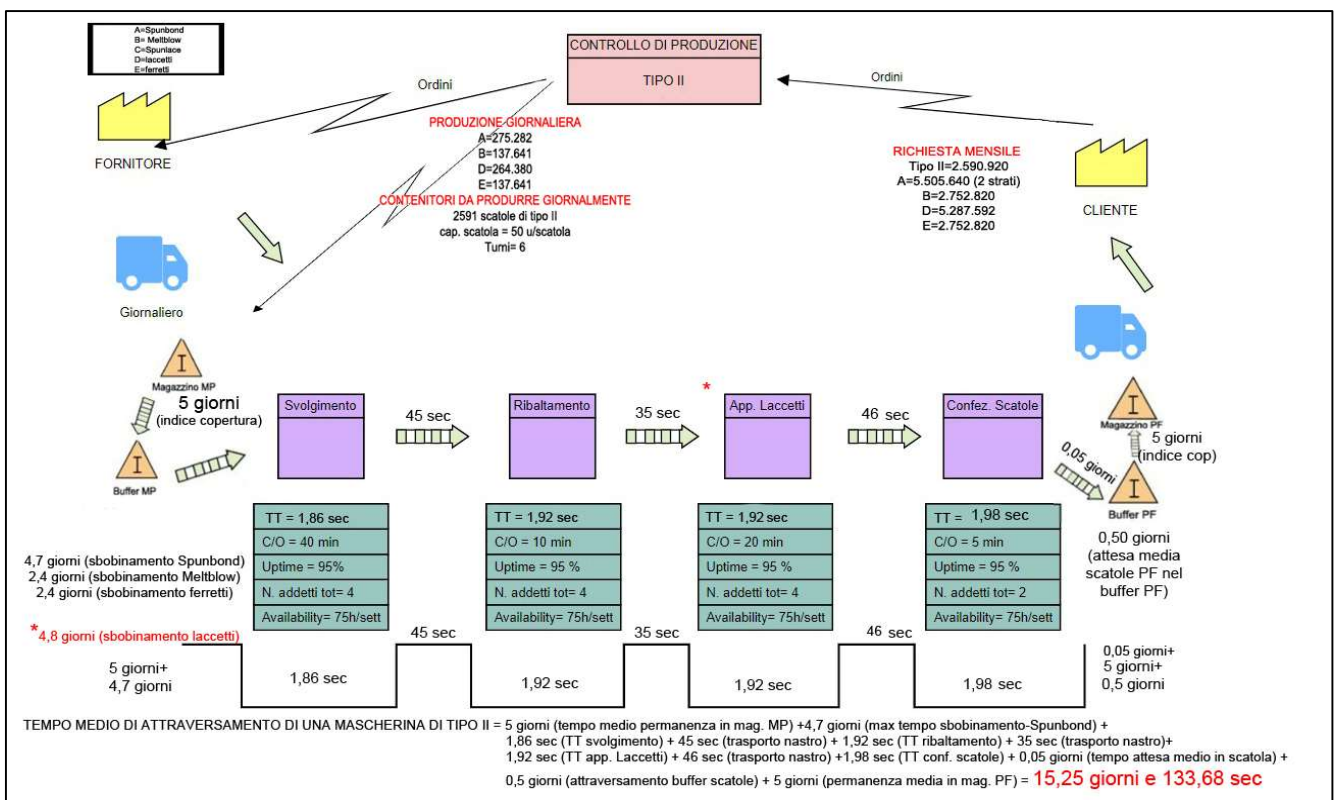 A=Spunbond
B= Meltblow
C=Spunlace
D=laccetti
E=ferretti
FORNITORE
Ordini
CONTROLLO DI PRODUZIONE
TIPO II
Ordini
PRODUZIONE GIORNALIERA
A=275.282
B=137.641
D=264.380
E=137.641
CONTENITORI DA PRODURRE GIORNALMENTE
2591 scatole di tipo II
cap. scatola = 50 u/scatola
Turni= 6
RICHIESTA MENSILE
Tipo II=2.590.920
A=5.505.640 (2 strati)
B=2.752.820
D=5.287.592
E=2.752.820
CLIENTE
Giornaliero
I
Magazzino MP
5 giorni
(indice copertura)
I
Buffer MP
Svolgimento
45 sec
Ribaltamento
35 sec
*
App. Laccetti
46 sec
Confez. Scatole
0,05 giorni
I
Magazzino PF
5 giorni
(indice cop)
I
Buffer PF
0,50 giorni
(attesa media
scatole PF nel
buffer PF)
4,7 giorni (sbobinamento Spunbond)
2,4 giorni (sbobinamento Meltblow)
2,4 giorni (sbobinamento ferretti)
*4,8 giorni (sbobinamento laccetti)
TT = 1,86 sec
C/O = 40 min
Uptime = 95%
N. addetti tot= 4
Availability= 75h/sett
TT = 1,92 sec
C/O = 10 min
Uptime = 95 %
N. addetti tot= 4
Availability= 75h/sett
TT = 1,92 sec
C/O = 20 min
Uptime = 95 %
N. addetti tot= 4
Availability= 75h/sett
TT = 1,98 sec
C/O = 5 min
Uptime = 95 %
N. addetti tot= 2
Availability= 75h/sett
5 giorni+
4,7 giorni
1,86 sec
45 sec
1,92 sec
35 sec
1,92 sec
46 sec
1,98 sec
0,05 giorni+
5 giorni+
0,5 giorni
TEMPO MEDIO DI ATTRAVERSAMENTO DI UNA MASCHERINA DI TIPO II = 5 giorni (tempo medio permanenza in mag. MP) +4,7 giorni (max tempo sbobinamento-Spunbond) +
1,86 sec (TT svolgimento) + 45 sec (trasporto nastro) + 1,92 sec (TT ribaltamento) + 35 sec (trasporto nastro)+
1,92 sec (TT app. Laccetti) + 46 sec (trasporto nastro) +1,98 sec (TT conf. scatole) + 0,05 giorni (tempo attesa medio in scatola) +
0,5 giorni (attraversamento buffer scatole) + 5 giorni (permanenza media in mag. PF) = 15,25 giorni e 133,68 sec